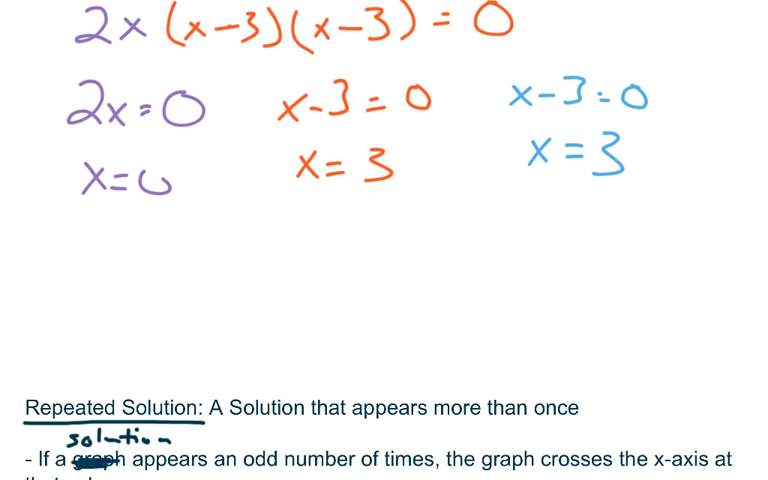 2x (x-3)(x-3) = 0
2x = 0 x-3 = 0 x-3 = 0
x = 0 x = 3 x = 3
Repeated Solution: A Solution that appears more than once
solution
- If a graph appears an odd number of times, the graph crosses the x-axis at